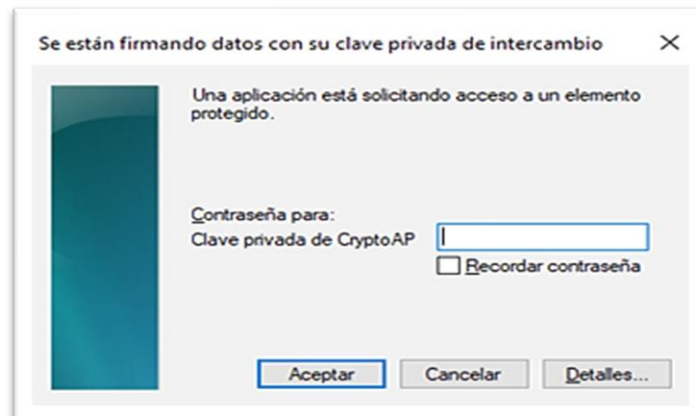 Se están firmando datos con su clave privada de intercambio
Una aplicación está solicitando acceso a un elemento
protegido.
Contraseña para:
Clave privada de CryptoAP
Recordar contraseña
Aceptar
Cancelar
Detalles...